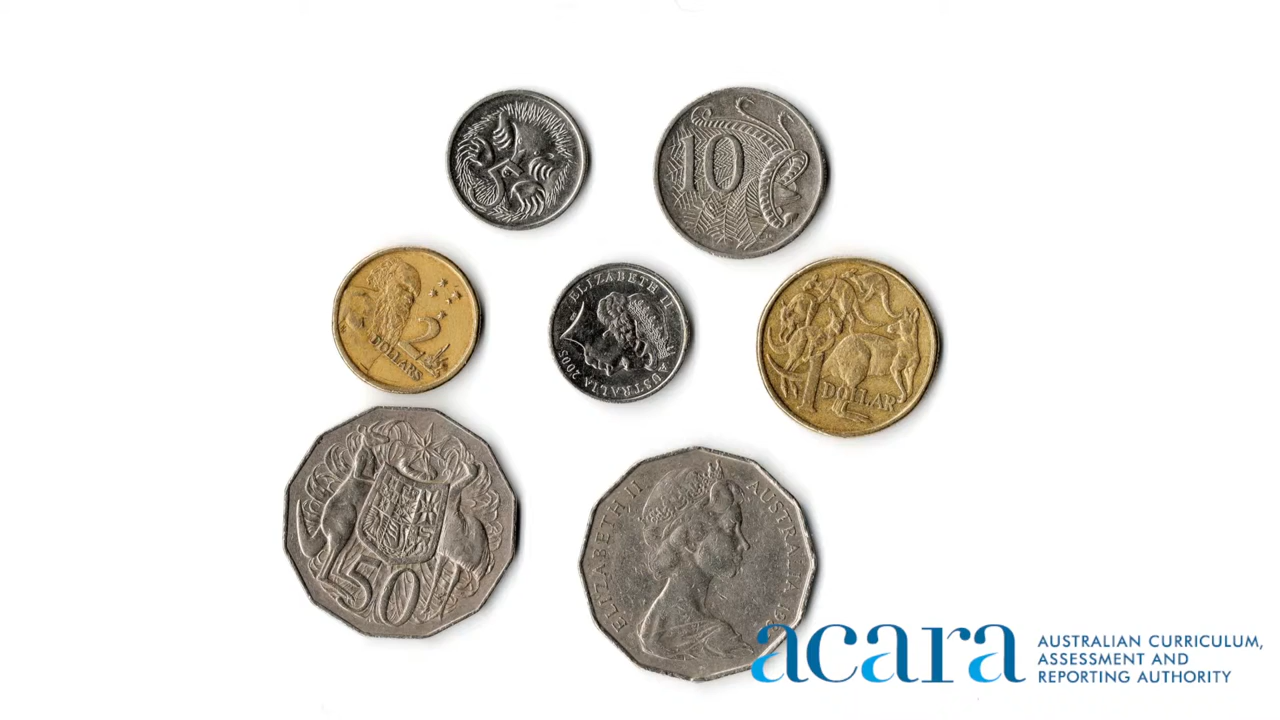 5
10
2
DOLLARS
ELIZABETH II
AUSTRALIA 2005
DOLLAR
50
ELIZABETH II
AUSTRALIA
acara
AUSTRALIAN CURRICULUM,
ASSESSMENT AND
REPORTING AUTHORITY